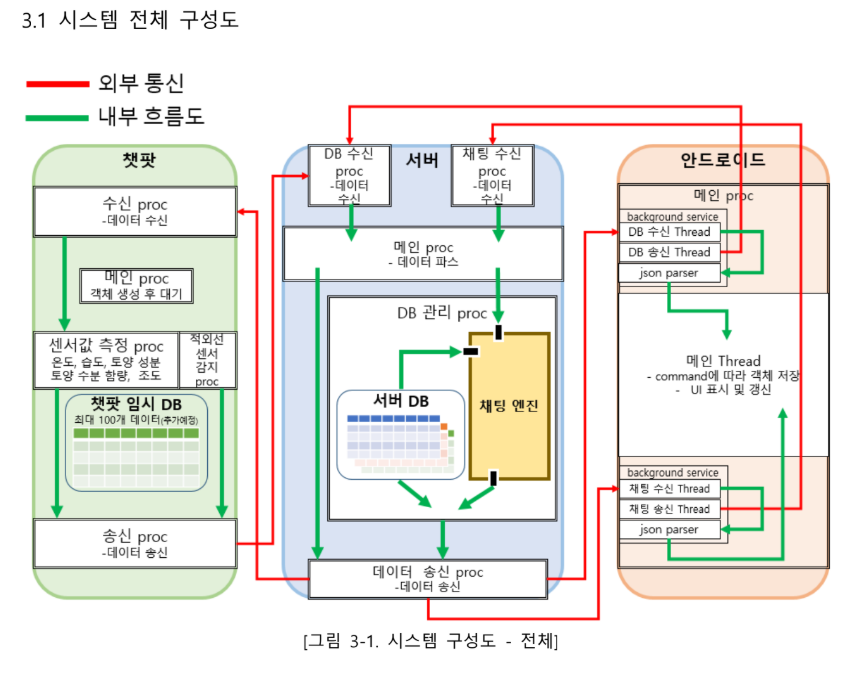 3.1 시스템 전체 구성도
외부 통신
내부 흐름도
챗팟
수신 proc
-데이터 수신
메인 proc
객체 생성 후 대기
센서값 측정 proc
온도, 습도, 토양 성분
토양 수분 함량, 조도
적외선
센서
감지
proc
챗팟 임시 DB
최대 100개 데이터(추가예정)
송신 proc
-데이터 송신
서버
DB 수신
proc
-데이터
수신
채팅 수신
proc
-데이터
수신
메인 proc
- 데이터 파스
DB 관리 proc
서버 DB
채팅 엔진
데이터 송신 proc
-데이터 송신
안드로이드
메인 proc
background service
DB 수신 Thread
DB 송신 Thread
json parser
메인 Thread
- command에 따라 객체 저장
- UI 표시 및 갱신
background service
채팅 수신 Thread
채팅 송신 Thread
json parser
[그림 3-1. 시스템 구성도 - 전체]